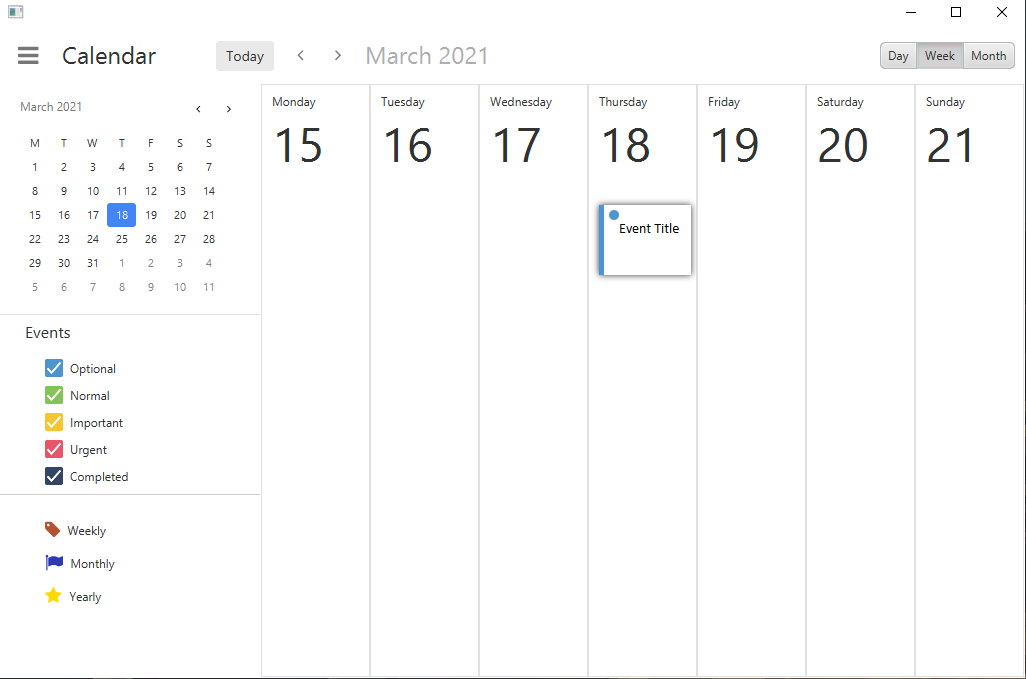 Calendar
Today
March 2021
Day Week Month
March 2021
M T W T F S S
1 2 3 4 5 6 7
8 9 10 11 12 13 14
15 16 17 18 19 20 21
22 23 24 25 26 27 28
29 30 31 1 2 3 4
5 6 7 8 9 10 11
Events
Optional
Normal
Important
Urgent
Completed
Weekly
Monthly
Yearly
Monday Tuesday Wednesday Thursday Friday Saturday Sunday
15 16 17 18 19 20 21
Event Title